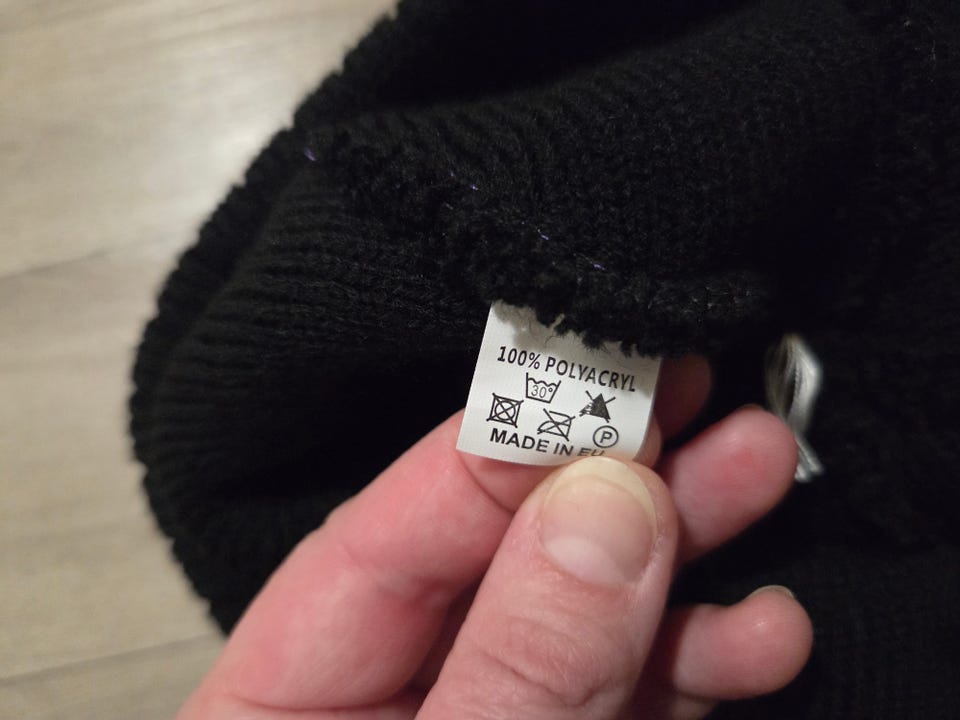 100% POLYACRYL
30°
P
MADE IN EU